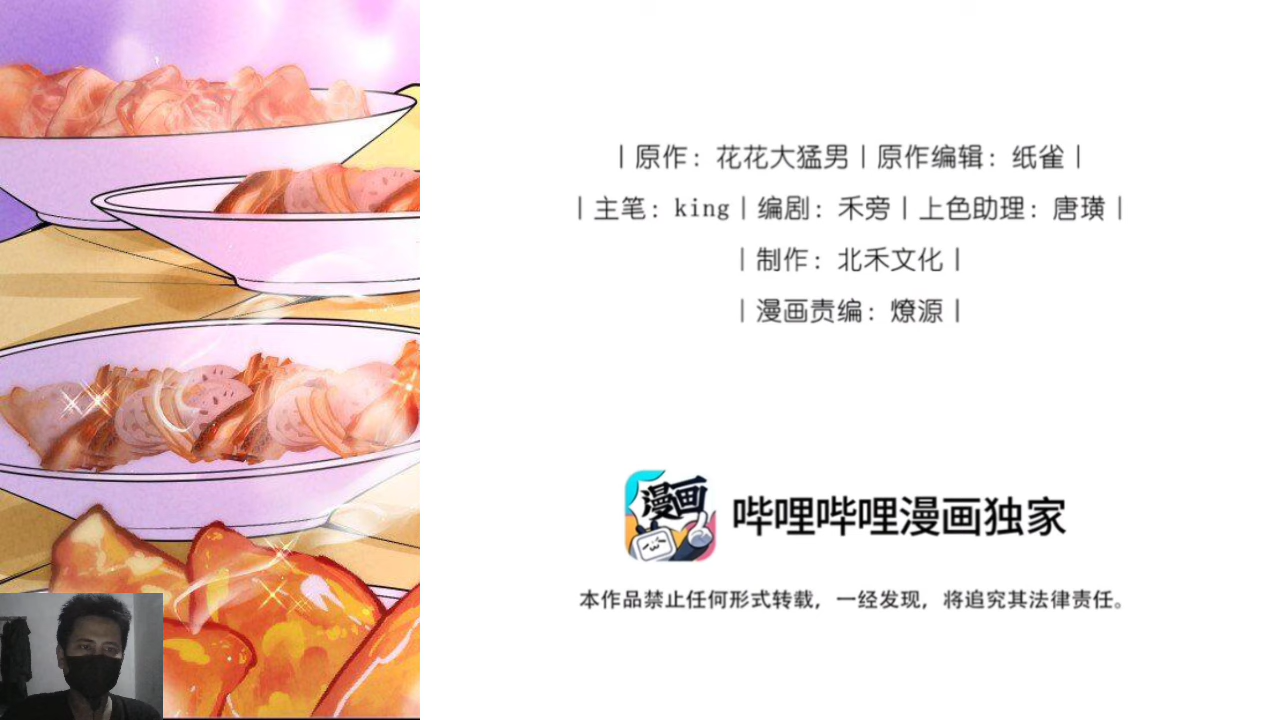 |原作：花花大猛男|原作编辑：纸雀|
|主笔：king|编剧：禾旁|上色助理：唐璜|
|制作：北禾文化|
|漫画责编：燎源|
漫画
哔哩哔哩漫画独家
本作品禁止任何形式转载，一经发现，将追究其法律责任。